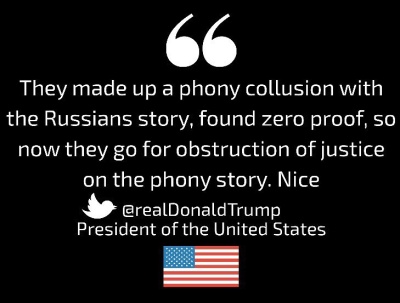 They made up a phony collusion with
the Russians story, found zero proof, so
now they go for obstruction of justice
on the phony story. Nice
@realDonaldTrump
President of the United States